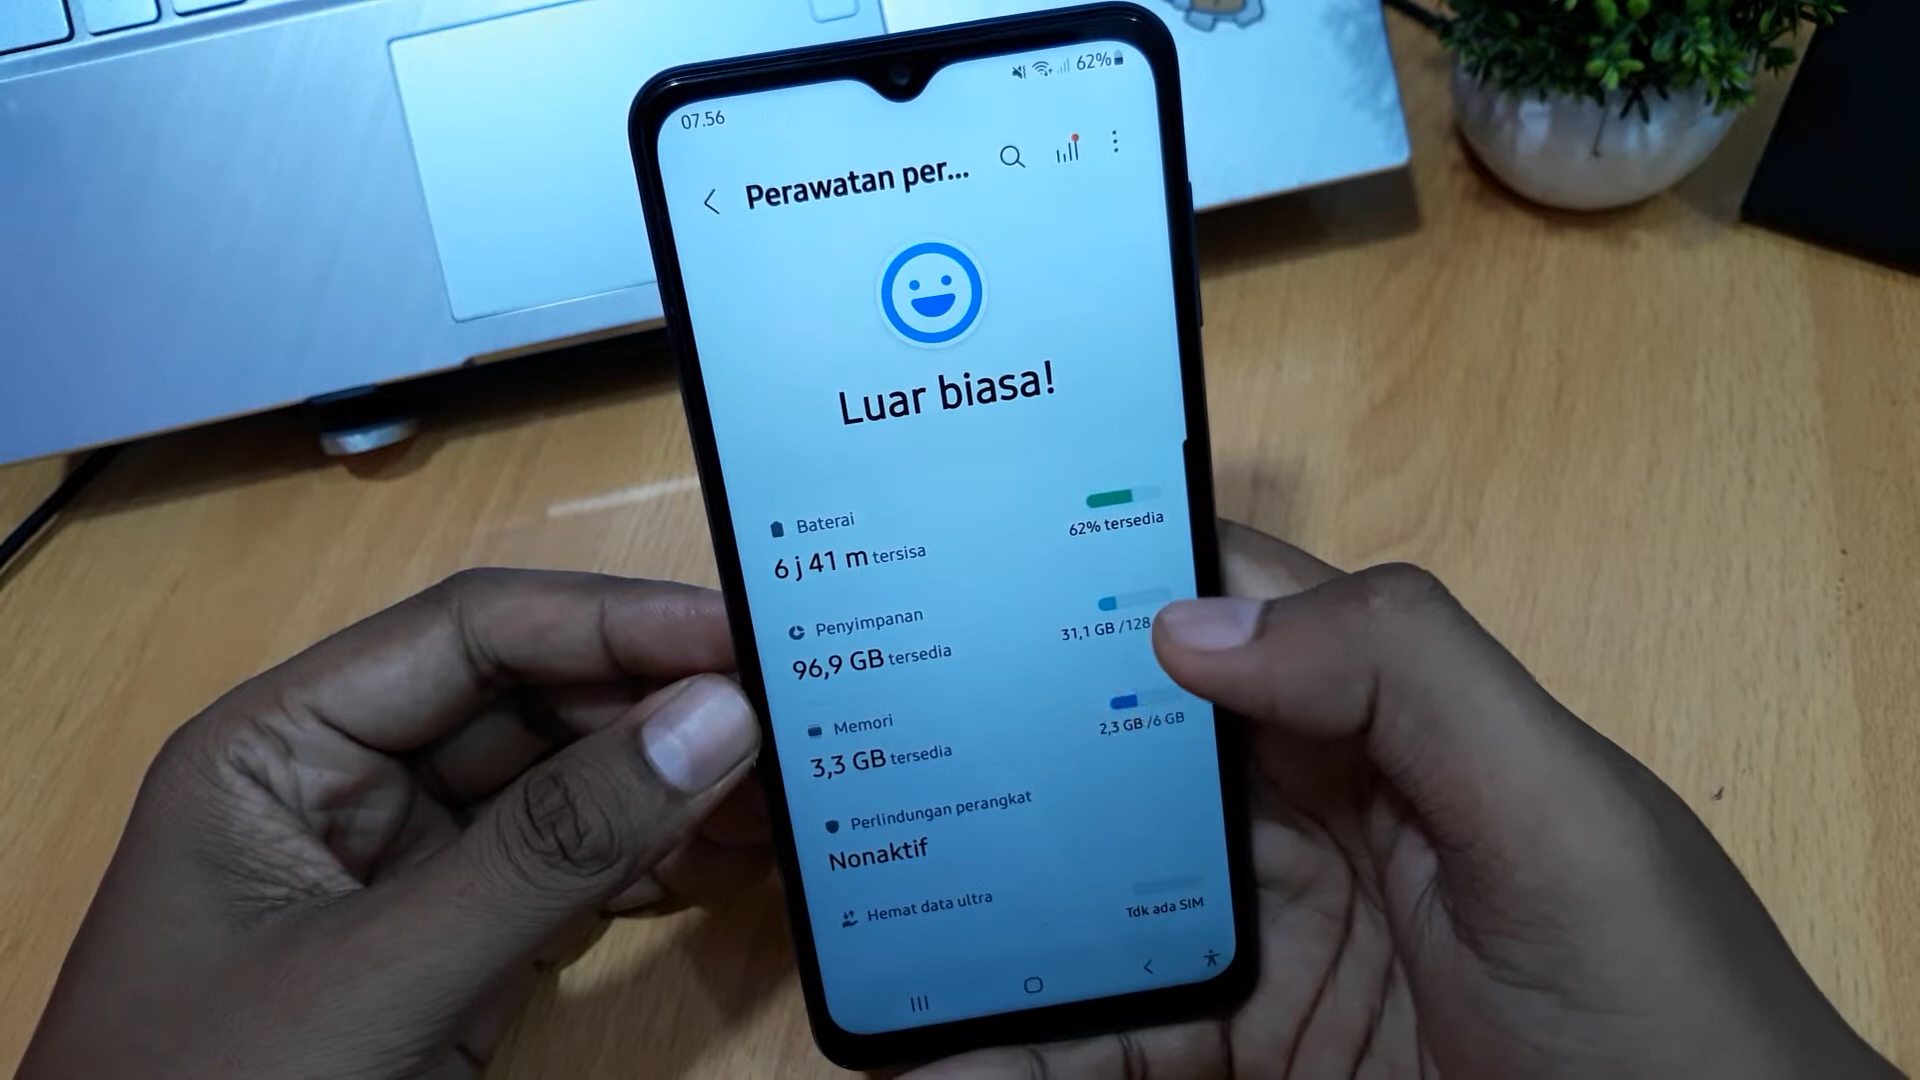 07.56
62%
Perawatan per...
Luar biasa!
Baterai
6 j 41 m tersisa
62% tersedia
Penyimpanan
96,9 GB tersedia
31,1 GB /128
Memori
3,3 GB tersedia
2,3 GB /6 GB
Perlindungan perangkat
Nonaktif
Hemat data ultra
Tdk ada SIM